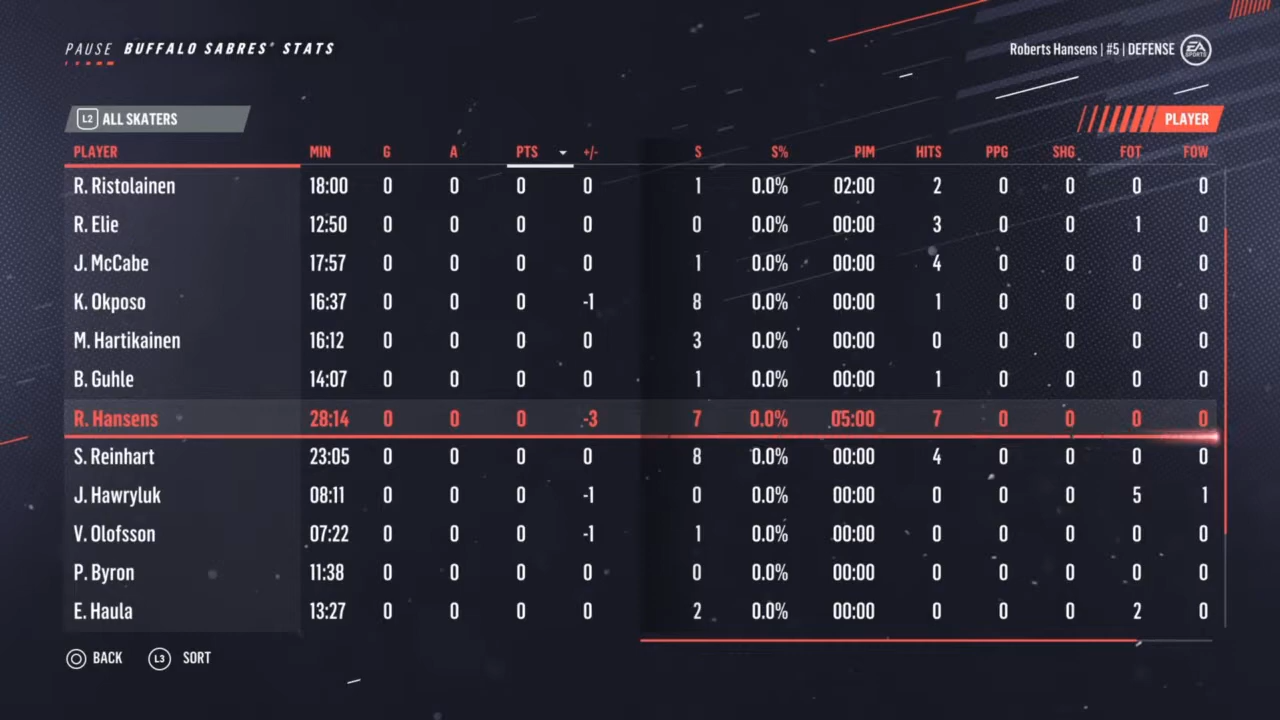 PAUSE BUFFALO SABRES' STATS
Roberts Hansens | #5 | DEFENSE EA SPORTS
L2 ALL SKATERS
PLAYER
PLAYER MIN G A PTS +/- S S% PIM HITS PPG SHG FOT FOW
R. Ristolainen 18:00 0 0 0 0 1 0.0% 02:00 2 0 0 0 0
R. Elie 12:50 0 0 0 0 0 0.0% 00:00 3 0 0 1 0
J. McCabe 17:57 0 0 0 0 1 0.0% 00:00 4 0 0 0 0
K. Okposo 16:37 0 0 0 -1 8 0.0% 00:00 1 0 0 0 0
M. Hartikainen 16:12 0 0 0 0 3 0.0% 00:00 0 0 0 0 0
B. Guhle 14:07 0 0 0 0 1 0.0% 00:00 1 0 0 0 0
R. Hansens 28:14 0 0 0 -3 7 0.0% 05:00 7 0 0 0 0
S. Reinhart 23:05 0 0 0 0 8 0.0% 00:00 4 0 0 0 0
J. Hawryluk 08:11 0 0 0 -1 0 0.0% 00:00 0 0 0 5 1
V. Olofsson 07:22 0 0 0 -1 1 0.0% 00:00 0 0 0 0 0
P. Byron 11:38 0 0 0 0 0 0.0% 00:00 0 0 0 0 0
E. Haula 13:27 0 0 0 0 2 0.0% 00:00 0 0 0 2 0
BACK L3 SORT